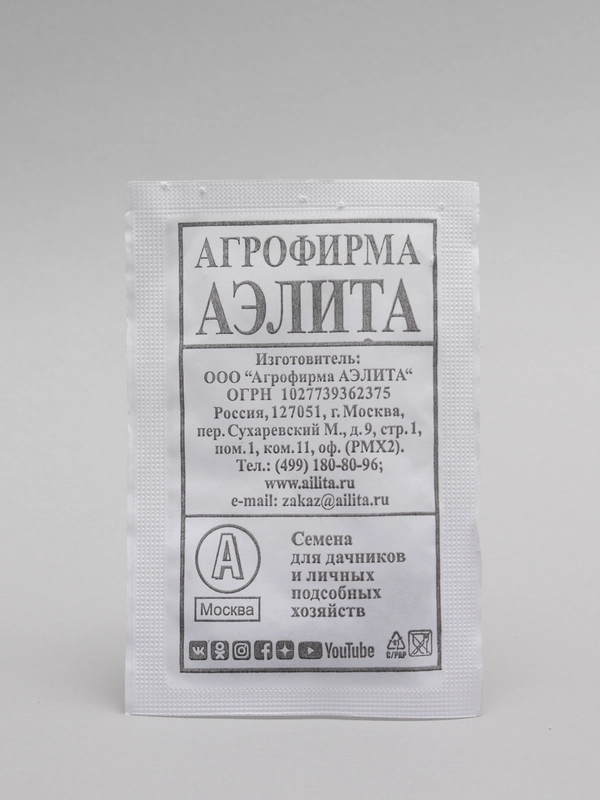 АГРОФИРМА
АЭЛИТА
Изготовитель:
ООО “Агрофирма АЭЛИТА“
ОГРН 1027739362375
Россия, 127051, г. Москва,
пер. Сухаревский М., д. 9, стр. 1,
пом. 1, ком. 11, оф. (РМХ2).
Тел.: (499) 180-80-96;
www.ailita.ru
e-mail: zakaz@ailita.ru
А
Москва
Семена
для дачников
и личных
подсобных
хозяйств
YouTube
C/PAP